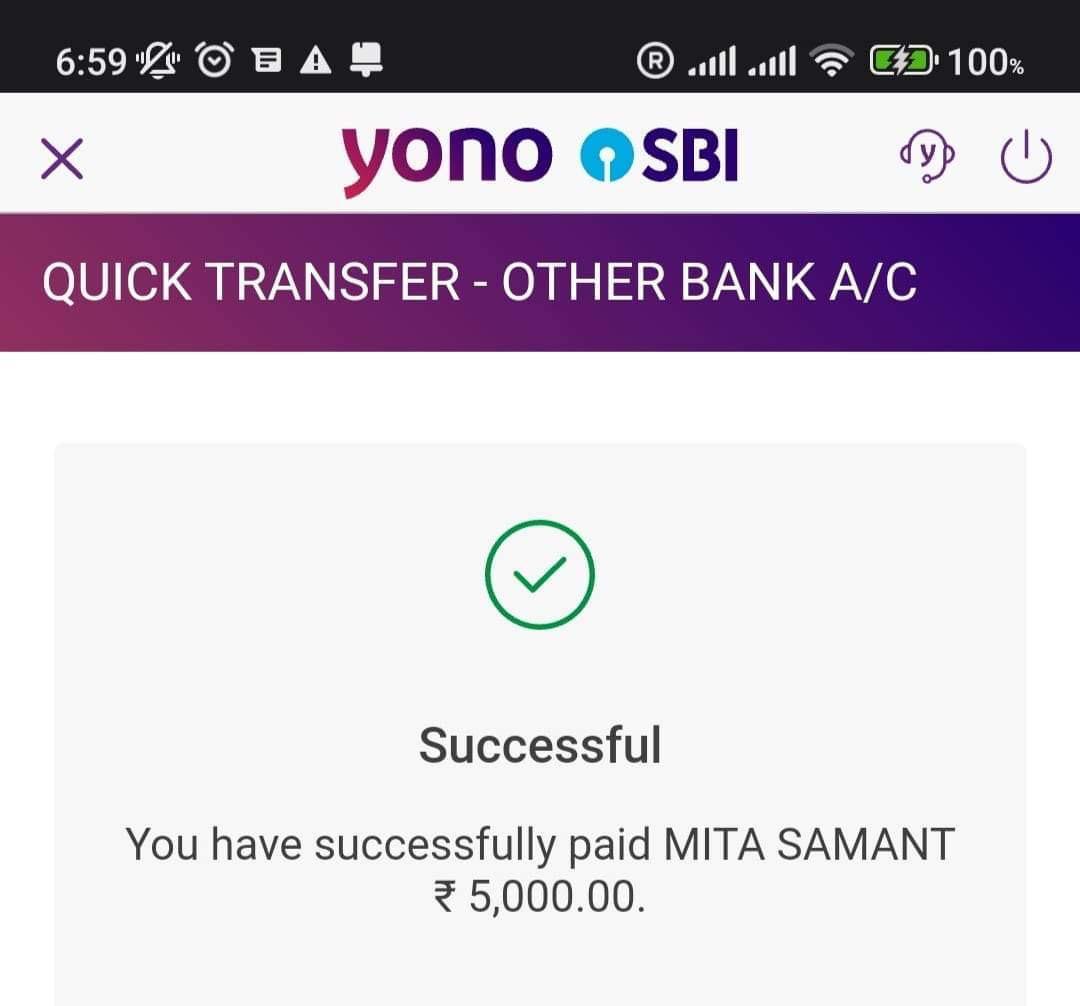 6:59 R 100%
yono SBI
QUICK TRANSFER - OTHER BANK A/C
Successful
You have successfully paid MITA SAMANT
₹ 5,000.00.